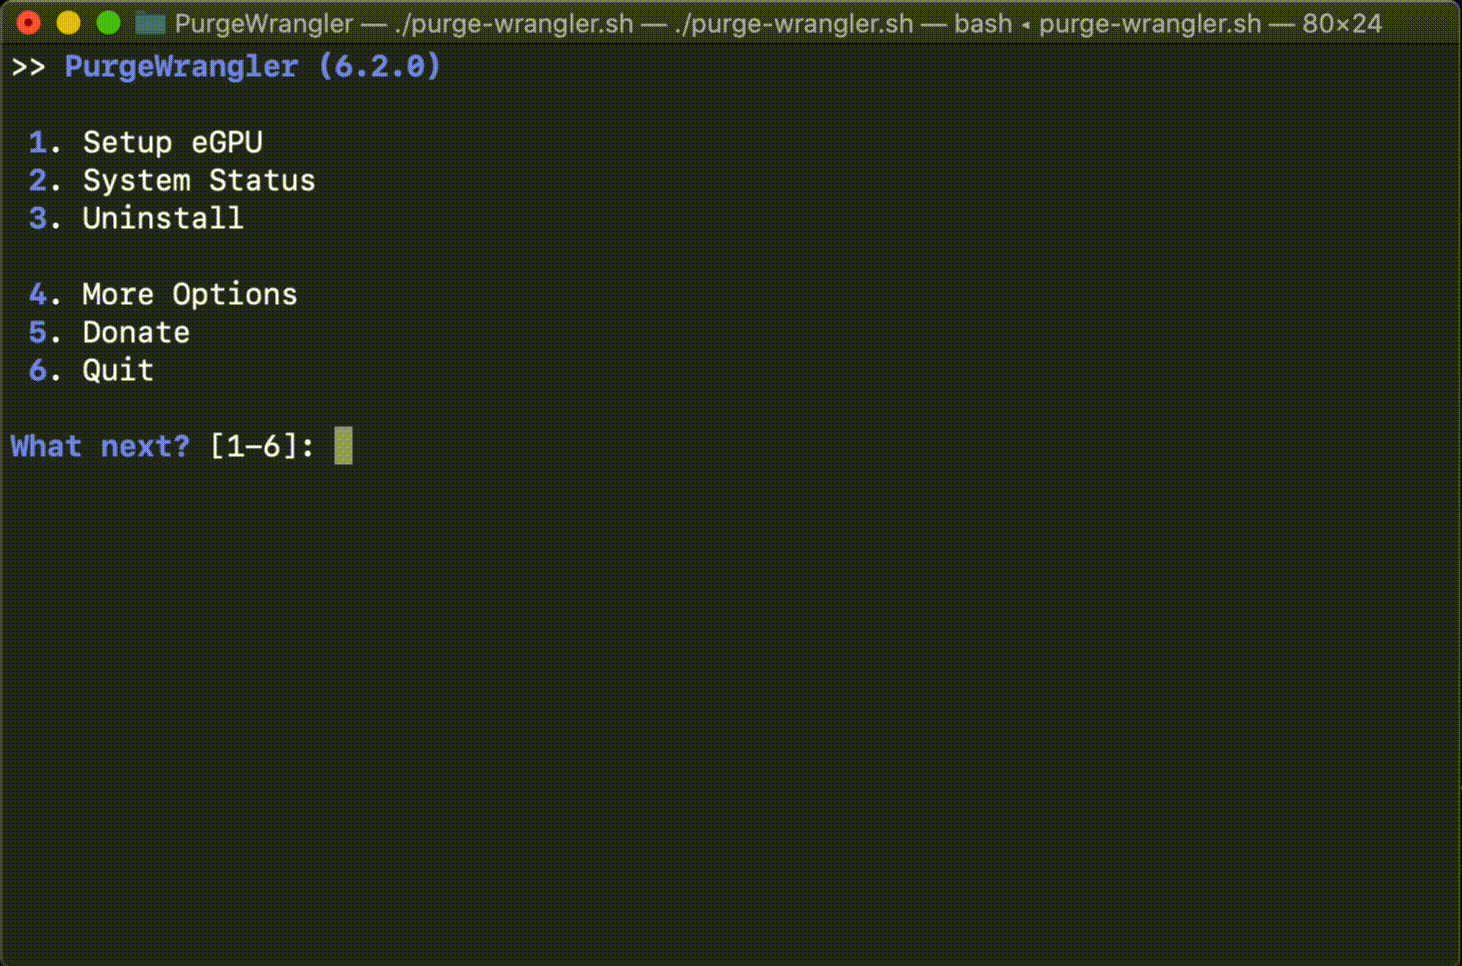 PurgeWrangler — ./purge-wrangler.sh — ./purge-wrangler.sh — bash ◂ purge-wrangler.sh — 80×24
>> PurgeWrangler (6.2.0)
1. Setup eGPU
2. System Status
3. Uninstall
4. More Options
5. Donate
6. Quit
What next? [1-6]: